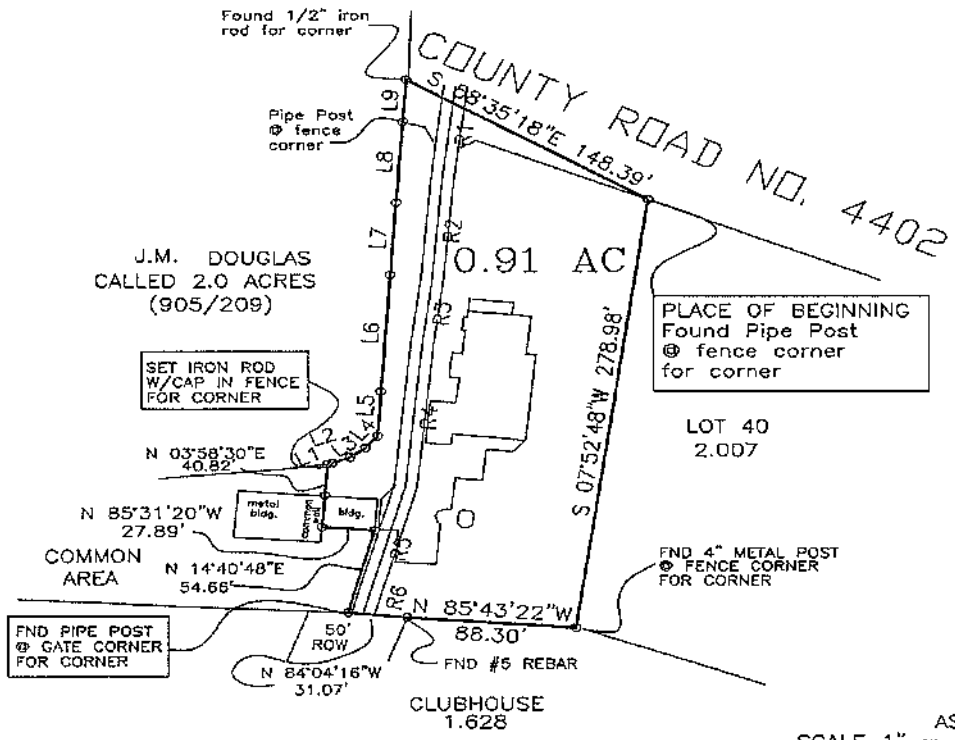 Found 1/2" iron
rod for corner
COUNTY ROAD NO. 4402
S 58°35'18"E 148.39'
L9
Pipe Post
@ fence
corner
R1
L8
R2
L7
0.91 AC
J.M. DOUGLAS
CALLED 2.0 ACRES
(905/209)
PLACE OF BEGINNING
Found Pipe Post
@ fence corner
for corner
R3
L6
SET IRON ROD
W/CAP IN FENCE
FOR CORNER
S 07°52'48"W 278.98'
L5
R4
LOT 40
2.007
L4
L3
L2
L1
N 03°58'30"E
40.82'
metal
bldg.
common
wall
bldg.
N 85°31'20"W
27.89'
COMMON
AREA
N 14°40'48"E
54.66'
R5
FND 4" METAL POST
@ FENCE CORNER
FOR CORNER
R6
N 85°43'22"W
88.30'
FND PIPE POST
@ GATE CORNER
FOR CORNER
50'
ROW
N 84°04'16"W
31.07'
FND #5 REBAR
CLUBHOUSE
1.628
AS
SCALE 1"